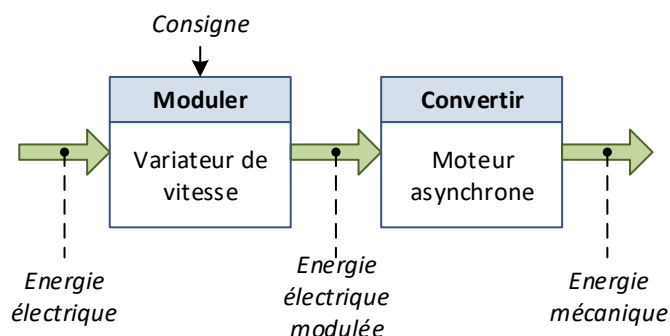 Consigne
Moduler
Convertir
Variateur de
vitesse
Moteur
asynchrone
Energie
électrique
Energie
électrique
modulée
Energie
mécanique